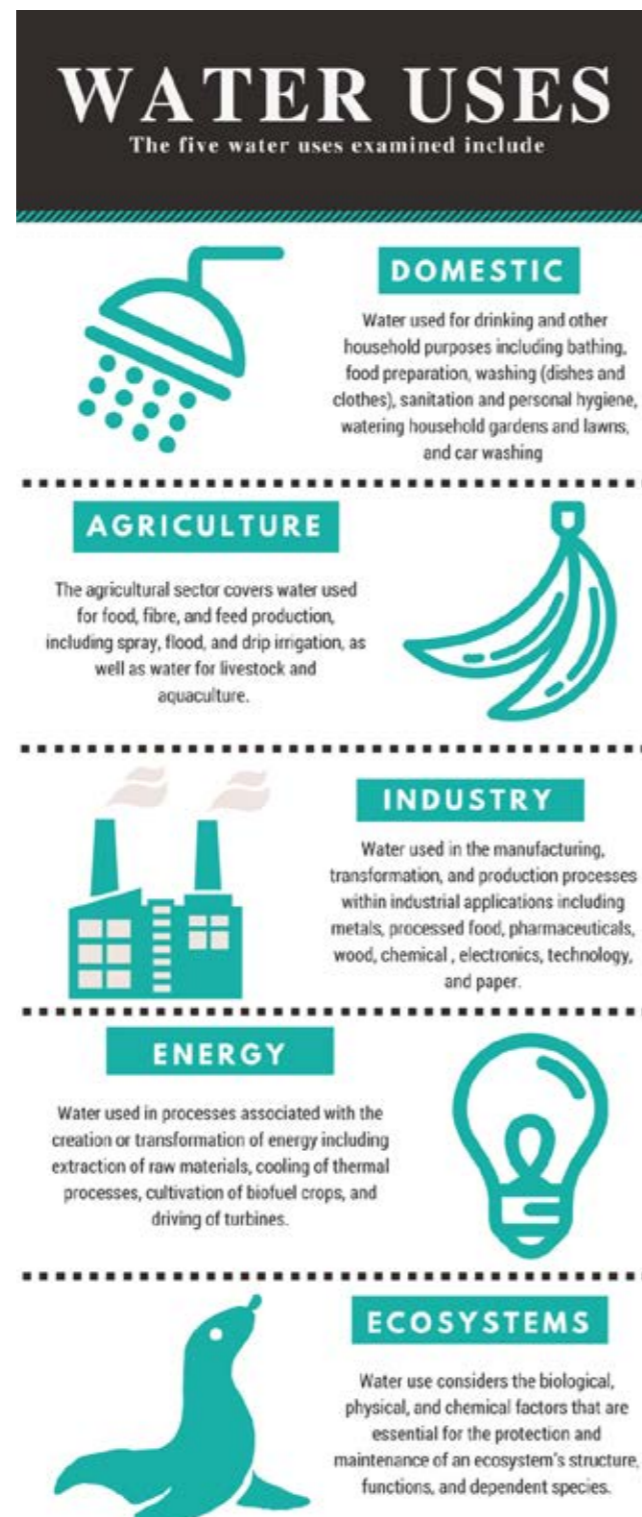 WATER USES
The five water uses examined include
DOMESTIC
Water used for drinking and other
household purposes including bathing,
food preparation, washing (dishes and
clothes), sanitation and personal hygiene,
watering household gardens and lawns,
and car washing
AGRICULTURE
The agricultural sector covers water used
for food, fibre, and feed production,
including spray, flood, and drip irrigation, as
well as water for livestock and
aquaculture.
INDUSTRY
Water used in the manufacturing,
transformation, and production processes
within industrial applications including
metals, processed food, pharmaceuticals,
wood, chemical , electronics, technology,
and paper.
ENERGY
Water used in processes associated with the
creation or transformation of energy including
extraction of raw materials, cooling of thermal
processes, cultivation of biofuel crops, and
driving of turbines.
ECOSYSTEMS
Water use considers the biological,
physical, and chemical factors that are
essential for the protection and
maintenance of an ecosystem's structure,
functions, and dependent species.